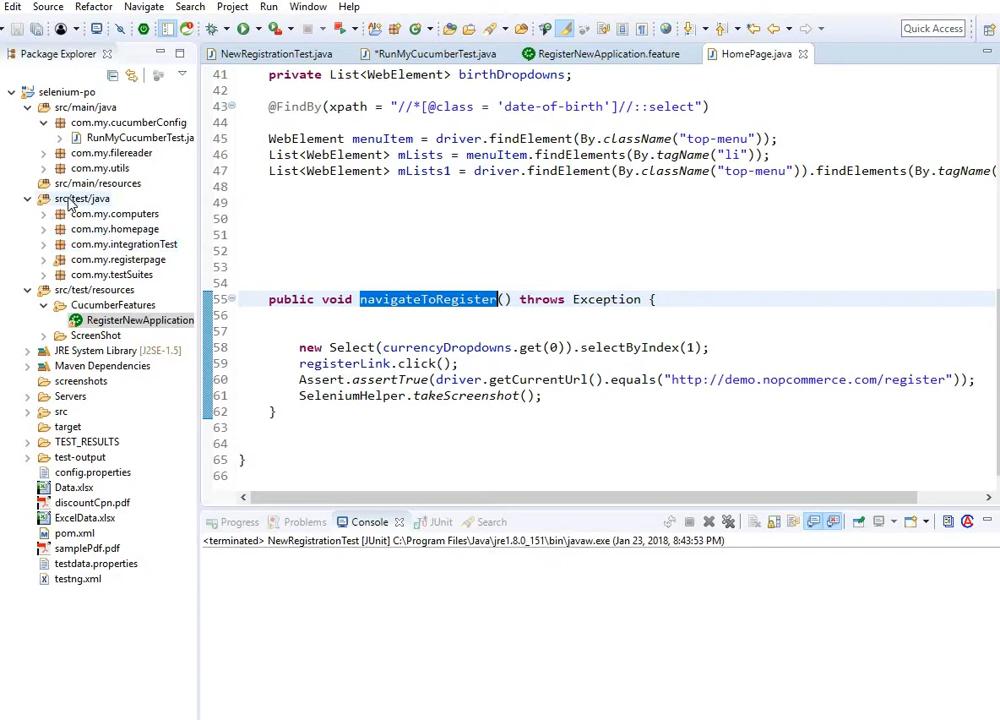 File Edit Source Refactor Navigate Search Project Run Window Help
Quick Access
Package Explorer
NewRegistrationTest.java *RunMyCucumberTest.java RegisterNewApplication.feature HomePage.java
selenium-po
src/main/java
com.my.cucumberConfig
RunMyCucumberTest.ja
com.my.filereader
com.my.utils
src/main/resources
src/test/java
com.my.computers
com.my.homepage
com.my.integrationTest
com.my.registerpage
com.my.testSuites
src/test/resources
CucumberFeatures
RegisterNewApplication
ScreenShot
JRE System Library [J2SE-1.5]
Maven Dependencies
screenshots
Servers
src
target
TEST_RESULTS
test-output
config.properties
Data.xlsx
discountCpn.pdf
ExcelData.xlsx
pom.xml
samplePdf.pdf
testdata.properties
testng.xml
41 private List<WebElement> birthDropdowns;
42
43 @FindBy(xpath = "//*[@class = 'date-of-birth']//::select")
44
45 WebElement menuItem = driver.findElement(By.className("top-menu"));
46 List<WebElement> mLists = menuItem.findElements(By.tagName("li"));
47 List<WebElement> mLists1 = driver.findElement(By.className("top-menu")).findElements(By.tagName("
48
49
50
51
52
53
54
55 public void navigateToRegister() throws Exception {
56
57
58 new Select(currencyDropdowns.get(0)).selectByIndex(1);
59 registerLink.click();
60 Assert.assertTrue(driver.getCurrentUrl().equals("http://demo.nopcommerce.com/register"));
61 SeleniumHelper.takeScreenshot();
62 }
63
64
65 }
66
Progress Problems Console JUnit Search
<terminated> NewRegistrationTest [JUnit] C:\Program Files\Java\jre1.8.0_151\bin\javaw.exe (Jan 23, 2018, 8:43:53 PM)